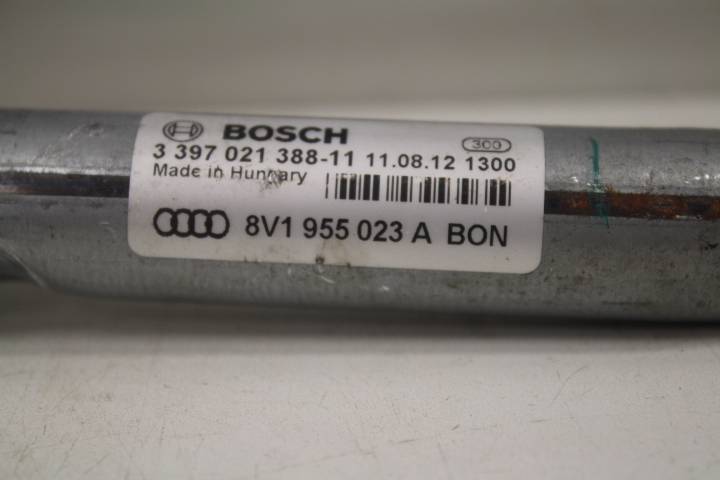 BOSCH 300
3 397 021 388-11 11.08.12 1300
Made in Hungary
8V1 955 023 A BON